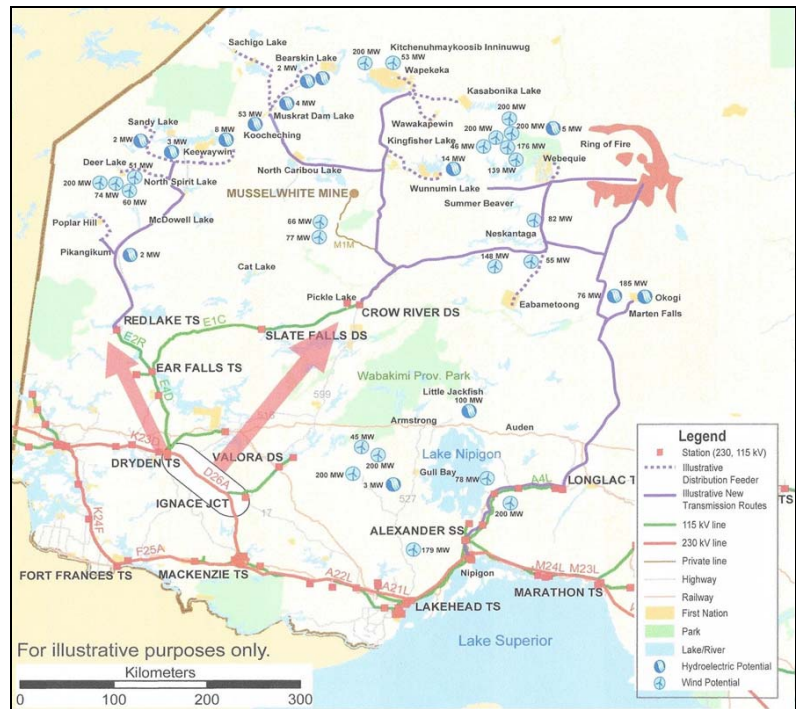 Sachigo Lake
Bearskin Lake
2 MW
4 MW
Muskrat Dam Lake
53 MW
Koocheching
200 MW
Kitchenuhmaykoosib Inninuwug
53 MW
Wapekeka
Kasabonika Lake
Wawakapewin
Kingfisher Lake
200 MW
200 MW
200 MW
5 MW
46 MW
176 MW
139 MW
Webequie
Ring of Fire
14 MW
Wunnumin Lake
Summer Beaver
Sandy Lake
2 MW
3 MW
8 MW
Keewaywin
Deer Lake
51 MW
200 MW
74 MW
60 MW
North Spirit Lake
North Caribou Lake
MUSSELWHITE MINE
McDowell Lake
Poplar Hill
Pikangikum
2 MW
66 MW
77 MW
M1M
Cat Lake
Neskantaga
82 MW
148 MW
55 MW
Eabametoong
76 MW
185 MW
Okogi
Marten Falls
Pickle Lake
CROW RIVER DS
RED LAKE TS
E1C
SLATE FALLS DS
E2R
EAR FALLS TS
E4D
Wabakimi Prov. Park
599
Little Jackfish
100 MW
Armstrong
Auden
K23D
DRYDEN TS
VALORA DS
D26A
IGNACE JCT
45 MW
200 MW
200 MW
3 MW
Gull Bay
527
Lake Nipigon
78 MW
A4L
LONGLAC T
TS
200 MW
17
K24F
ALEXANDER SS
179 MW
F25A
FORT FRANCES TS
MACKENZIE TS
A22L
A21L
Nipigon
LAKEHEAD TS
M24L
M23L
MARATHON TS
Lake Superior
For illustrative purposes only.
Kilometers
0 100 200 300
Legend
Station (230, 115 kV)
Illustrative
Distribution Feeder
Illustrative New
Transmission Routes
115 kV line
230 kV line
Private line
Highway
Railway
First Nation
Park
Lake/River
Hydroelectric Potential
Wind Potential